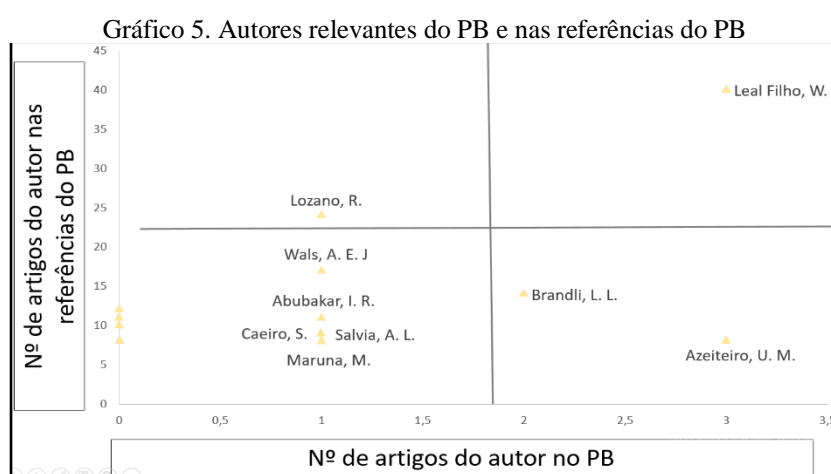 Gráfico 5. Autores relevantes do PB e nas referências do PB
Nº de artigos do autor nas
referências do PB
45
40
35
30
25
20
15
10
5
0
Leal Filho, W.
Lozano, R.
Wals, A. E. J
Abubakar, I. R.
Brandli, L. L.
Caeiro, S.
Salvia, A. L.
Maruna, M.
Azeiteiro, U. M.
0
0,5
1
1,5
2
2,5
3
3,5
Nº de artigos do autor no PB